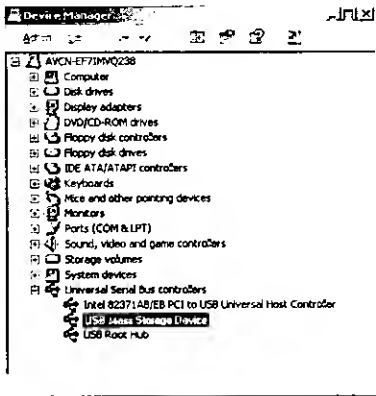 Device Manager
AVCN-EF7IMVQ238
Computer
Disk drives
Display adapters
DVD/CD-ROM drives
Floppy disk controllers
Floppy disk drives
IDE ATA/ATAPI controllers
Keyboards
Mice and other pointing devices
Monitors
Ports (COM & LPT)
Sound, video and game controllers
Storage volumes
System devices
Universal Serial Bus controllers
Intel 82371AB/EB PCI to USB Universal Host Controller
USB Mass Storage Device
USB Root Hub